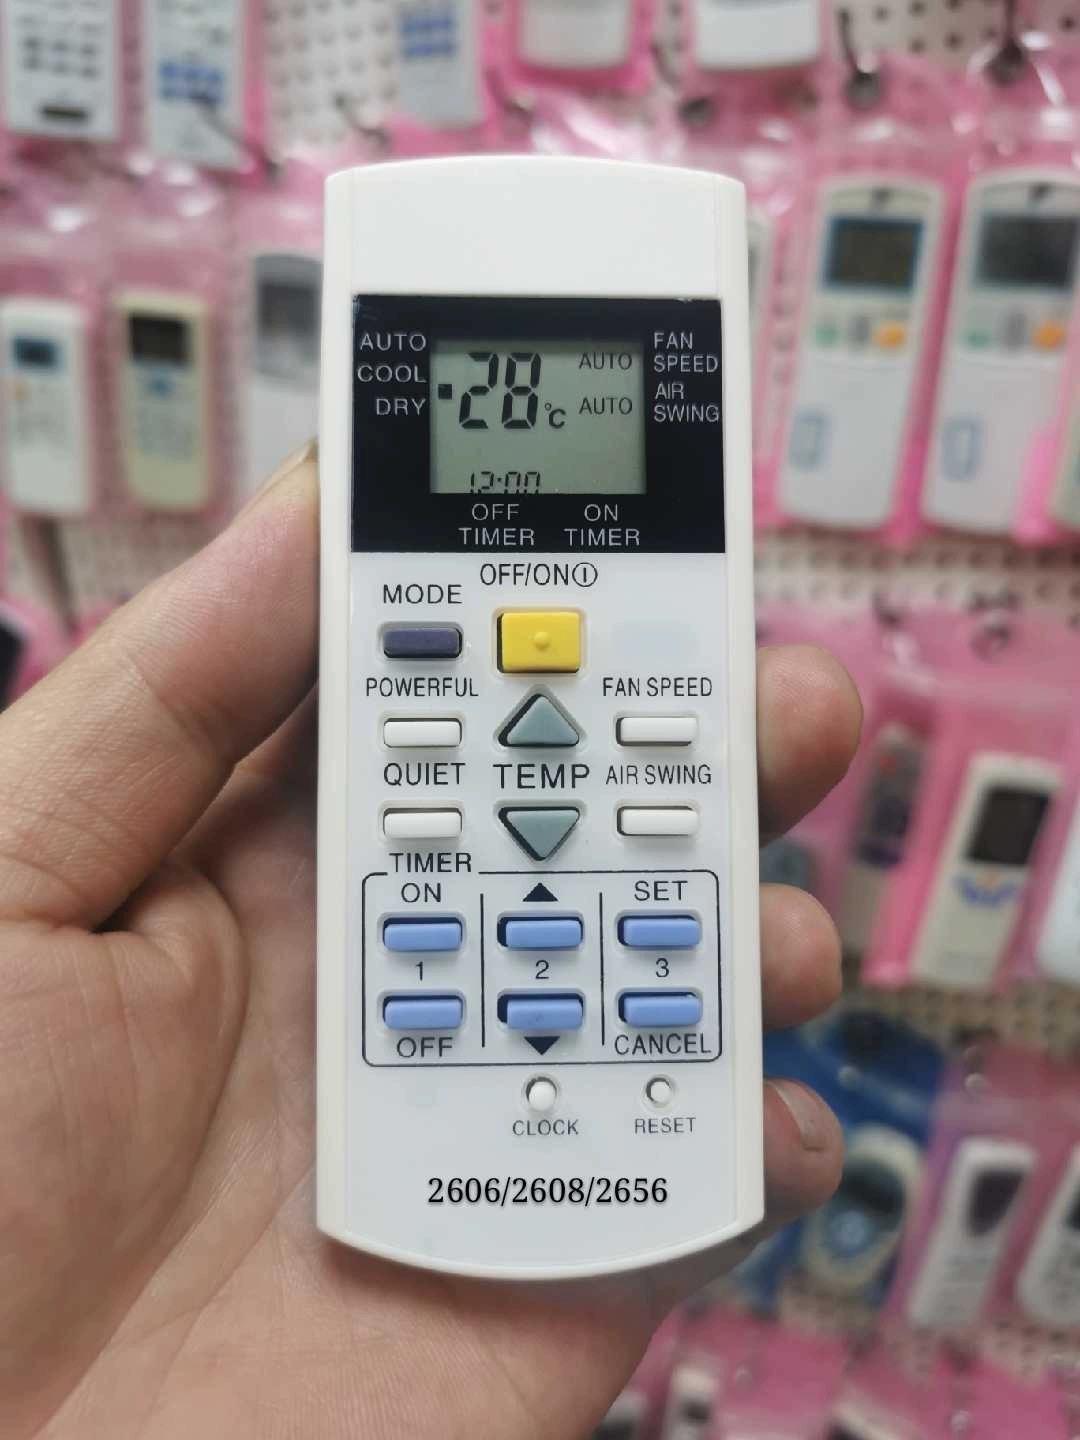 AUTO
COOL
DRY
28°C
AUTO
AUTO
FAN
SPEED
AIR
SWING
12:00
OFF
TIMER
ON
TIMER
OFF/ON
MODE
POWERFUL
FAN SPEED
QUIET
TEMP
AIR SWING
TIMER
ON
▲
SET
1
2
3
OFF
▼
CANCEL
CLOCK
RESET
2606/2608/2656